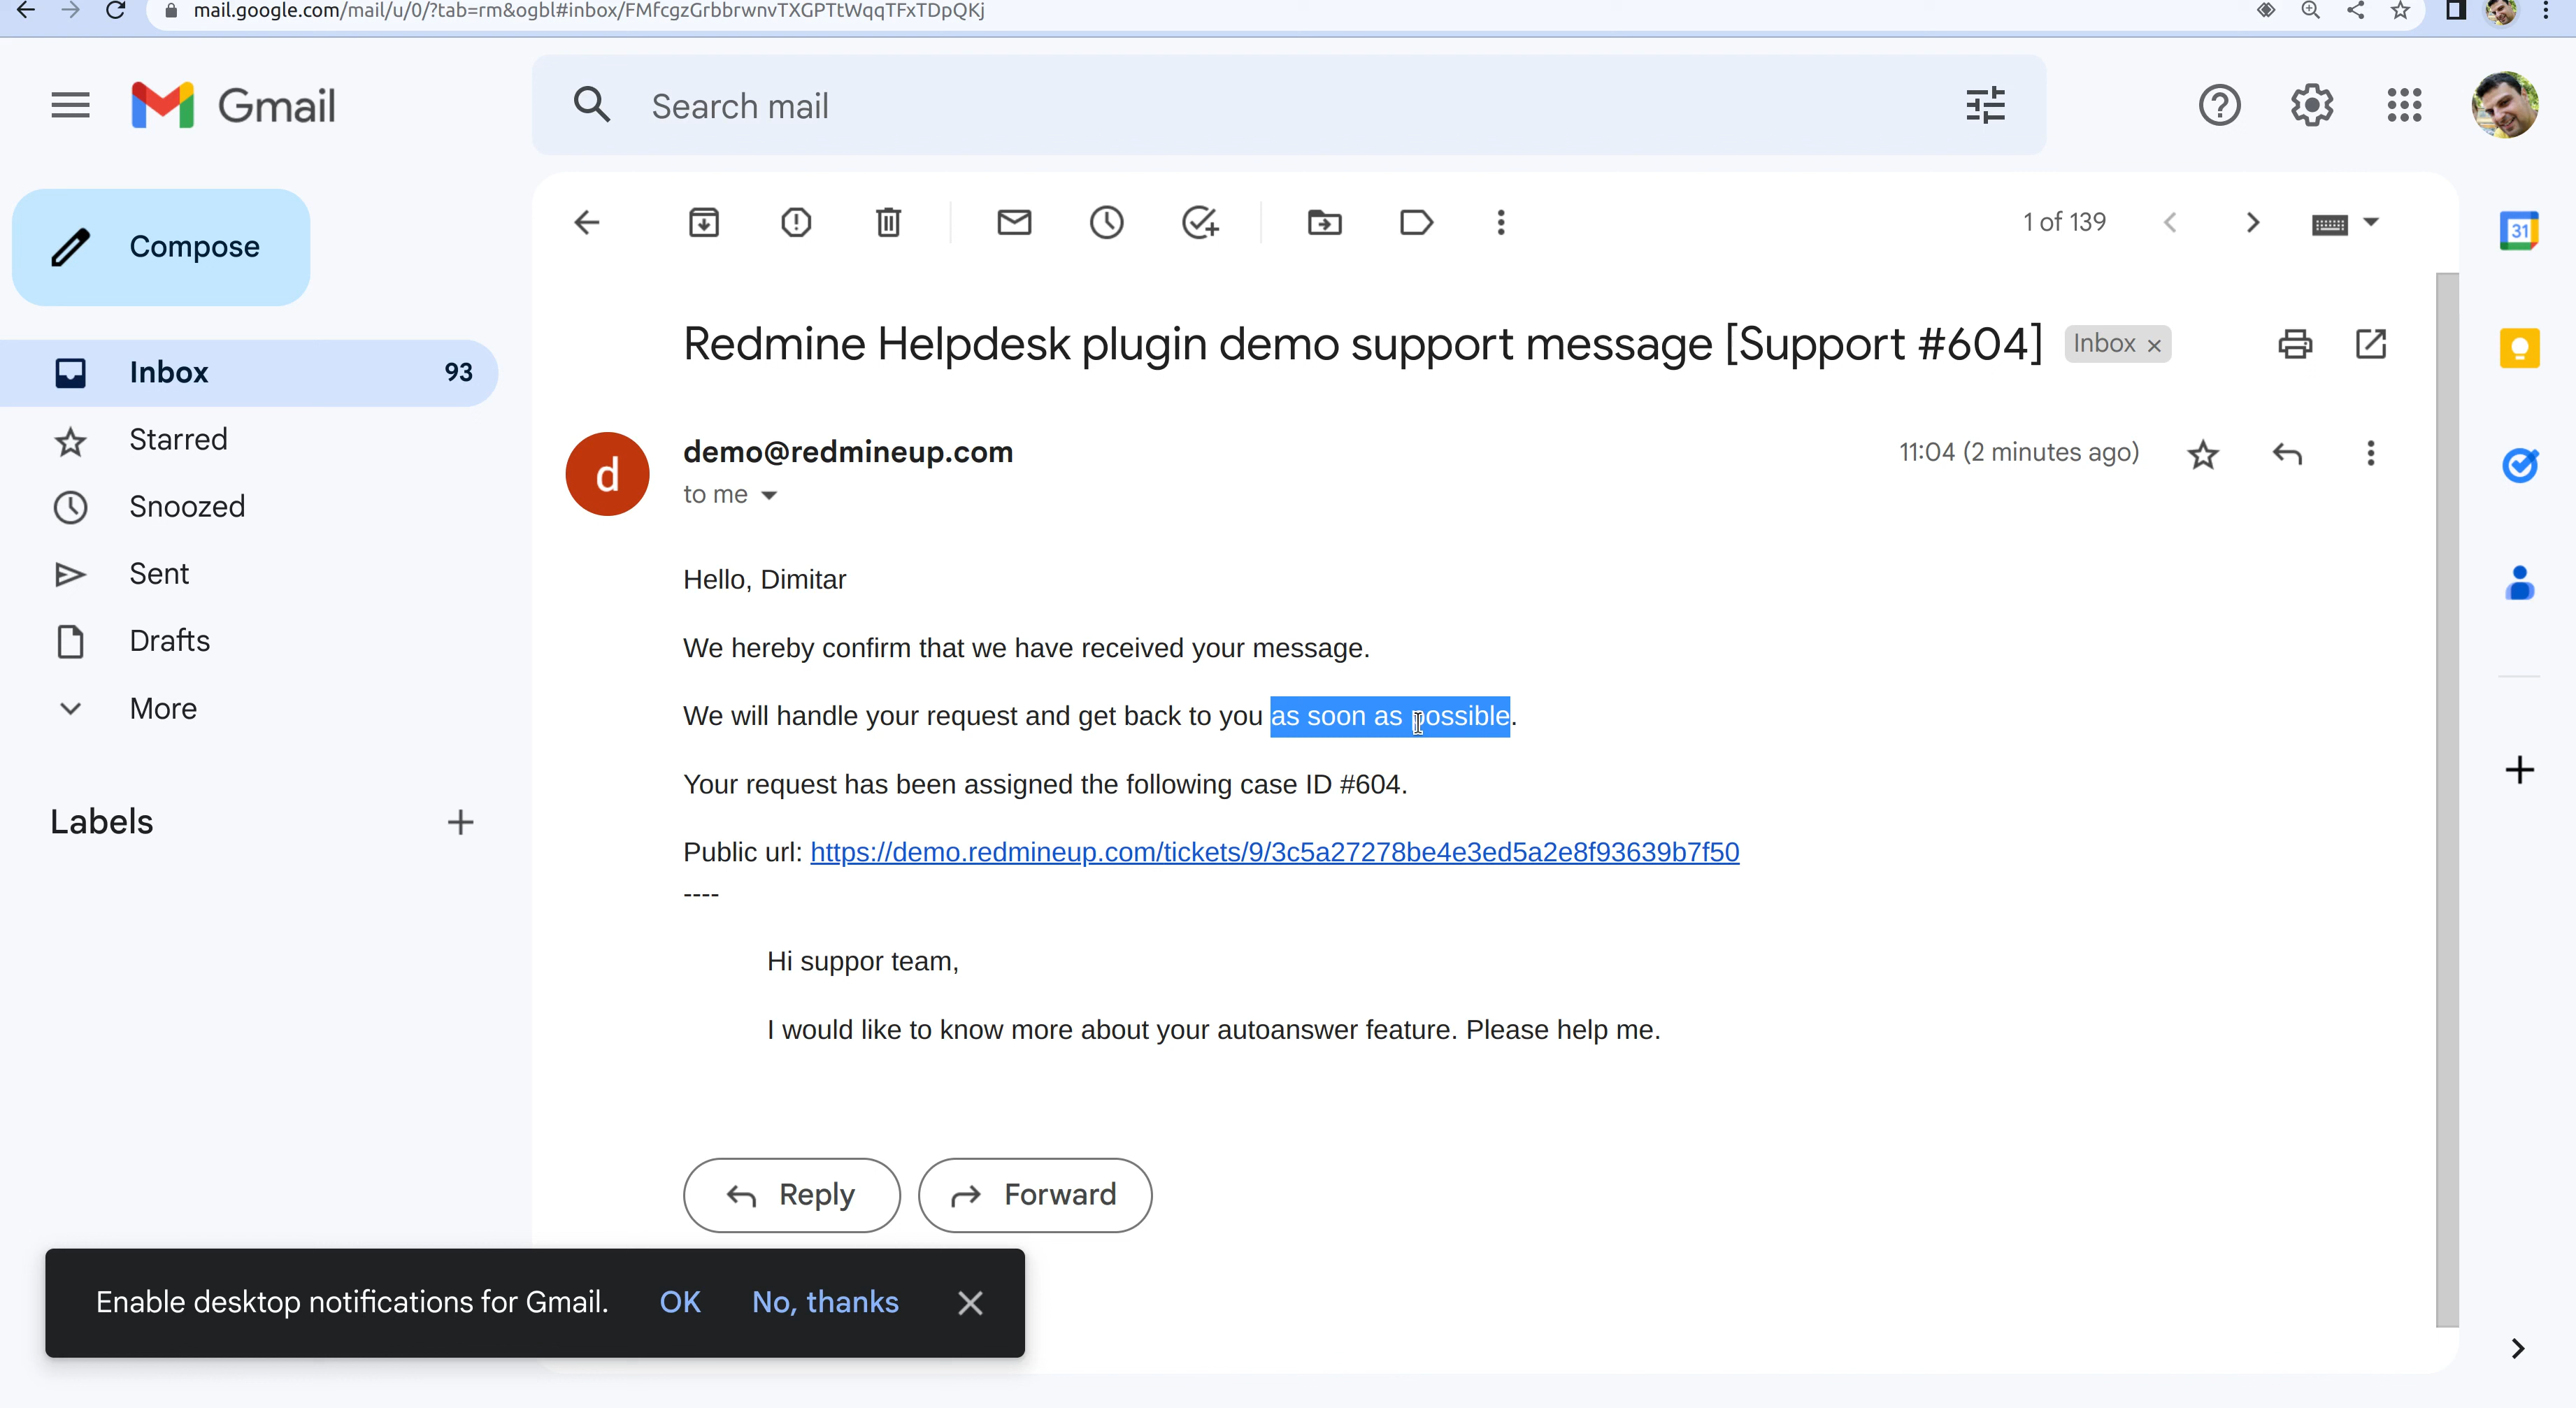 mail.google.com/mail/u/0/?tab=rm&ogbl#inbox/FMfcgzGrbbrwnvTXGPTtWqqTFxTDpQKj
Gmail
Search mail
Compose
1 of 139
31
Redmine Helpdesk plugin demo support message [Support #604] Inbox ×
Inbox 93
Starred
Snoozed
Sent
Drafts
More
Labels
d
demo@redmineup.com
11:04 (2 minutes ago)
to me
Hello, Dimitar
We hereby confirm that we have received your message.
We will handle your request and get back to you as soon as possible.
Your request has been assigned the following case ID #604.
Public url: https://demo.redmineup.com/tickets/9/3c5a27278be4e3ed5a2e8f93639b7f50
----
Hi suppor team,
I would like to know more about your autoanswer feature. Please help me.
Reply
Forward
Enable desktop notifications for Gmail. OK No, thanks